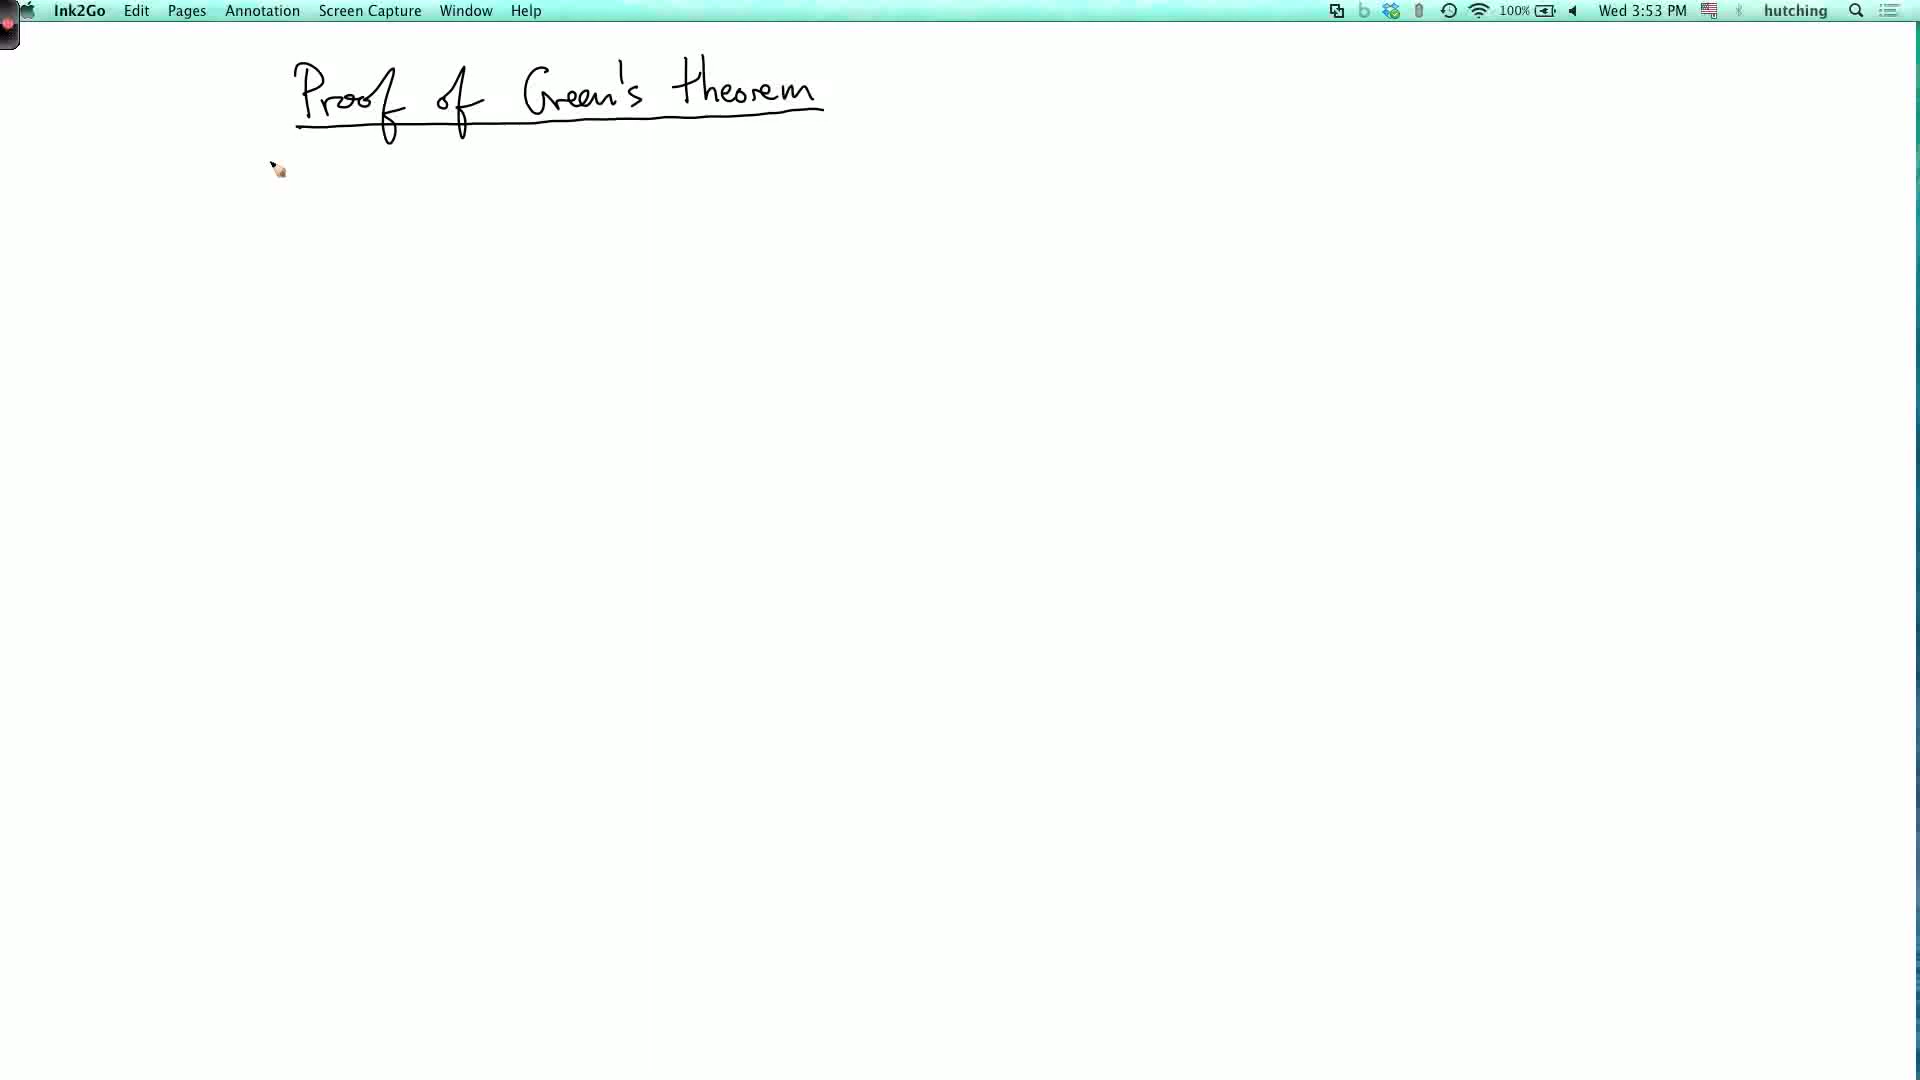 Ink2Go Edit Pages Annotation Screen Capture Window Help 100% Wed 3:53 PM hutching
Proof of Green's theorem